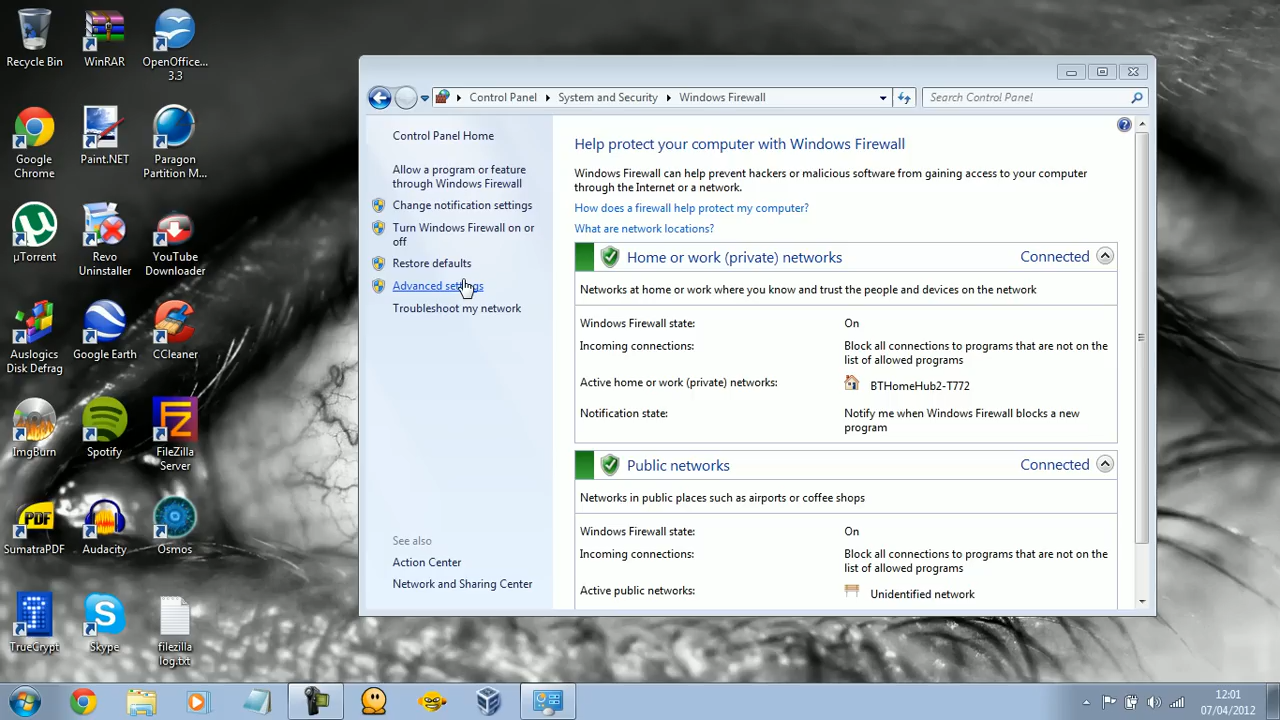 Recycle Bin
WinRAR
OpenOffice...
3.3
Google
Chrome
Paint.NET
Paragon
Partition M...
µTorrent
Revo
Uninstaller
YouTube
Downloader
Auslogics
Disk Defrag
Google Earth
CCleaner
ImgBurn
Spotify
FileZilla
Server
PDF
SumatraPDF
Audacity
Osmos
TrueCrypt
Skype
filezilla
log.txt
Control Panel
System and Security
Windows Firewall
Search Control Panel
Control Panel Home
Allow a program or feature
through Windows Firewall
Change notification settings
Turn Windows Firewall on or
off
Restore defaults
Advanced settings
Troubleshoot my network
See also
Action Center
Network and Sharing Center
Help protect your computer with Windows Firewall
Windows Firewall can help prevent hackers or malicious software from gaining access to your computer
through the Internet or a network.
How does a firewall help protect my computer?
What are network locations?
Home or work (private) networks Connected
Networks at home or work where you know and trust the people and devices on the network
Windows Firewall state: On
Incoming connections: Block all connections to programs that are not on the
list of allowed programs
Active home or work (private) networks: BTHomeHub2-T772
Notification state: Notify me when Windows Firewall blocks a new
program
Public networks Connected
Networks in public places such as airports or coffee shops
Windows Firewall state: On
Incoming connections: Block all connections to programs that are not on the
list of allowed programs
Active public networks: Unidentified network
12:01
07/04/2012